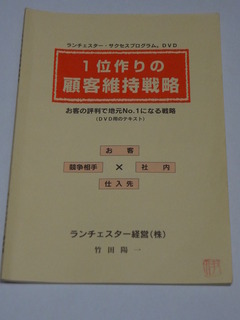 ランチェスター・サクセスプログラム。DVD
1位作りの
顧客維持戦略
お客の評判で地元No.1になる戦略
(DVD用のテキスト)
お客
競争相手 × 社内
仕入先
ランチェスター経営(株)
竹田陽一